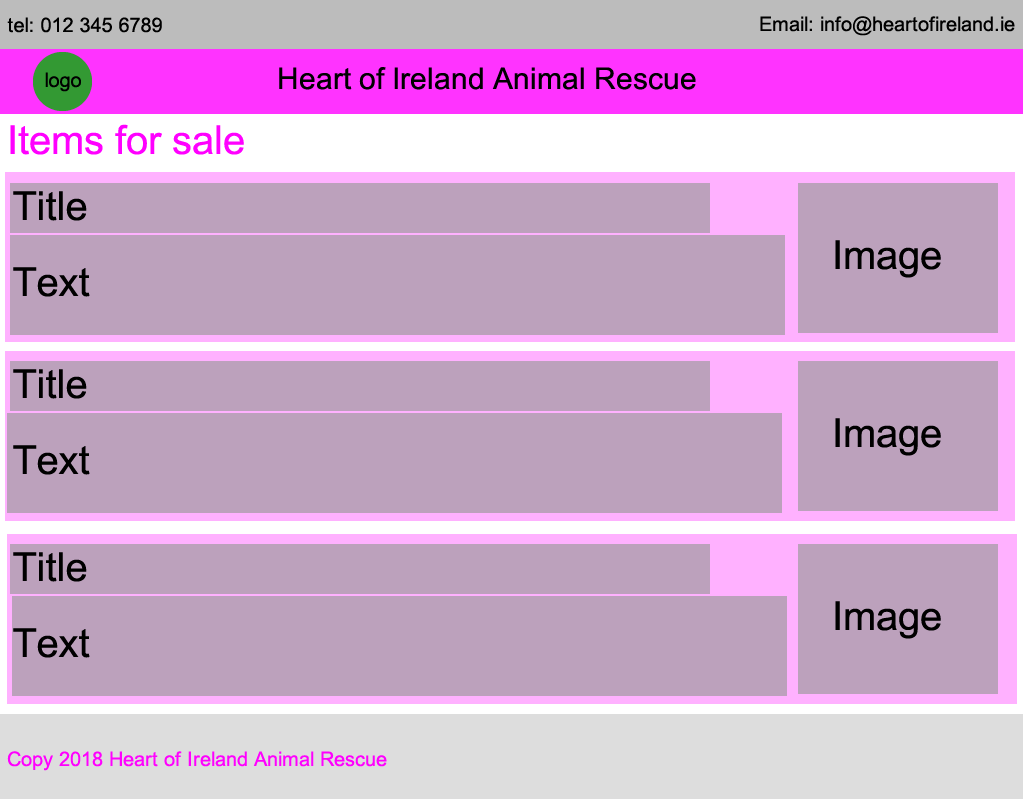 tel: 012 345 6789
Email: info@heartofireland.ie
logo
Heart of Ireland Animal Rescue
Items for sale
Title
Text
Image
Title
Text
Image
Title
Text
Image
Copy 2018 Heart of Ireland Animal Rescue